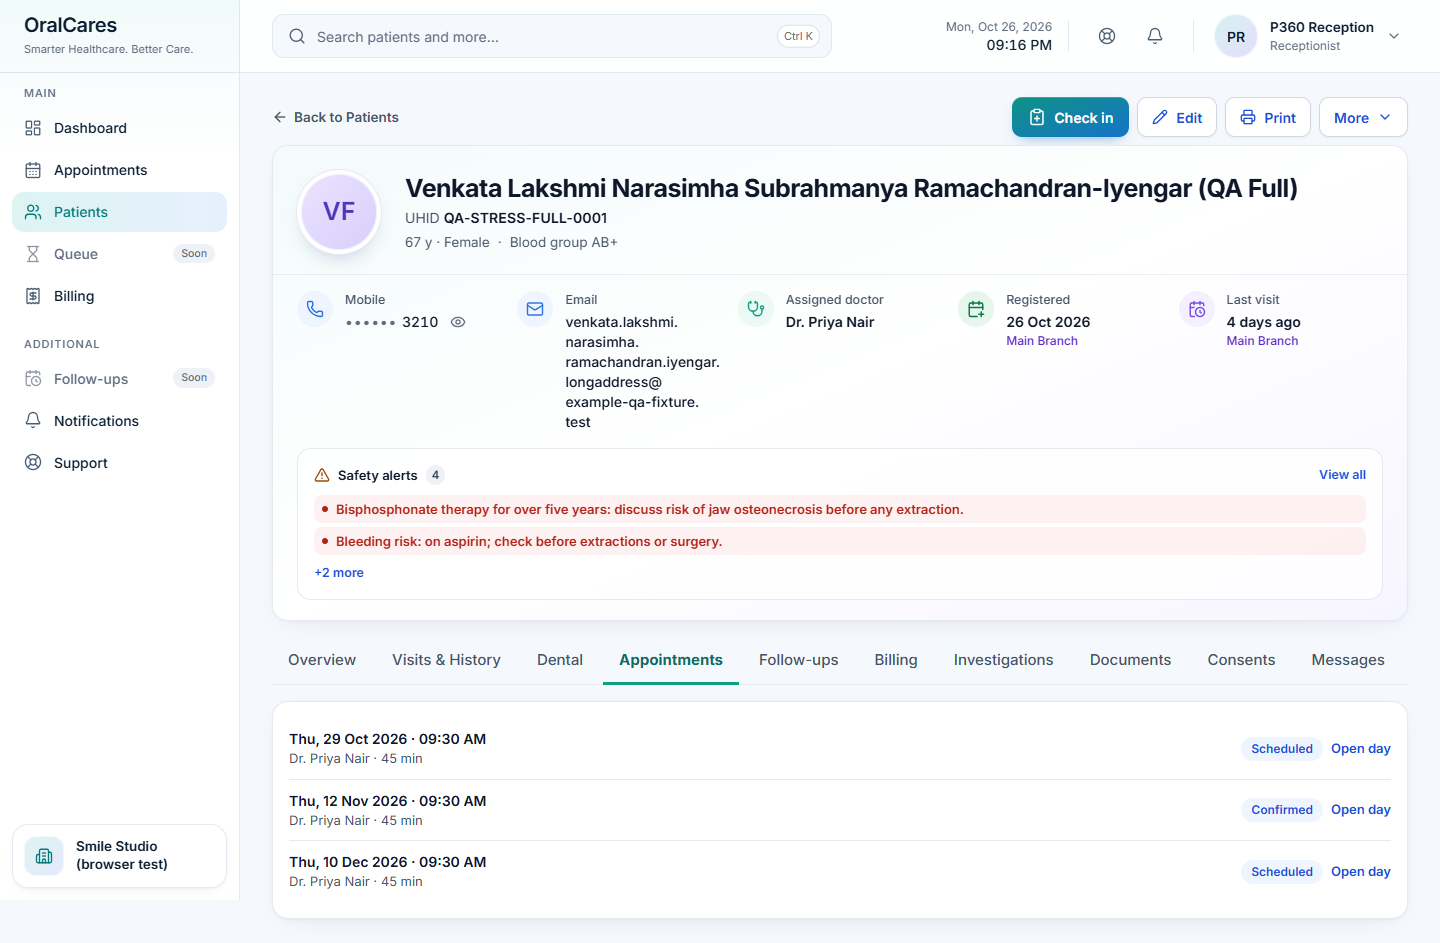 OralCares
Smarter Healthcare. Better Care.
Search patients and more...
Ctrl K
Mon, Oct 26, 2026
09:16 PM
PR
P360 Reception
Receptionist
MAIN
Dashboard
Appointments
Patients
Queue
Soon
Billing
ADDITIONAL
Follow-ups
Soon
Notifications
Support
Smile Studio
(browser test)
Back to Patients
Check in
Edit
Print
More
VF
Venkata Lakshmi Narasimha Subrahmanya Ramachandran-Iyengar (QA Full)
UHID QA-STRESS-FULL-0001
67 y · Female · Blood group AB+
Mobile
•••••• 3210
Email
venkata.lakshmi.
narasimha.
ramachandran.iyengar.
longaddress@
example-qa-fixture.
test
Assigned doctor
Dr. Priya Nair
Registered
26 Oct 2026
Main Branch
Last visit
4 days ago
Main Branch
Safety alerts 4
View all
• Bisphosphonate therapy for over five years: discuss risk of jaw osteonecrosis before any extraction.
• Bleeding risk: on aspirin; check before extractions or surgery.
+2 more
Overview
Visits & History
Dental
Appointments
Follow-ups
Billing
Investigations
Documents
Consents
Messages
Thu, 29 Oct 2026 · 09:30 AM
Dr. Priya Nair · 45 min
Scheduled
Open day
Thu, 12 Nov 2026 · 09:30 AM
Dr. Priya Nair · 45 min
Confirmed
Open day
Thu, 10 Dec 2026 · 09:30 AM
Dr. Priya Nair · 45 min
Scheduled
Open day